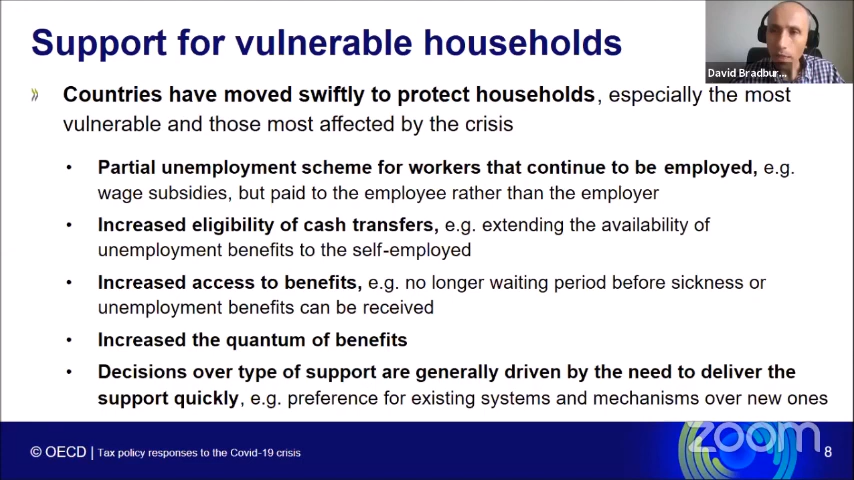 Support for vulnerable households
David Bradbur...
Countries have moved swiftly to protect households, especially the most
vulnerable and those most affected by the crisis
• Partial unemployment scheme for workers that continue to be employed, e.g.
wage subsidies, but paid to the employee rather than the employer
• Increased eligibility of cash transfers, e.g. extending the availability of
unemployment benefits to the self-employed
• Increased access to benefits, e.g. no longer waiting period before sickness or
unemployment benefits can be received
• Increased the quantum of benefits
• Decisions over type of support are generally driven by the need to deliver the
support quickly, e.g. preference for existing systems and mechanisms over new ones
© OECD | Tax policy responses to the Covid-19 crisis
zoom
8